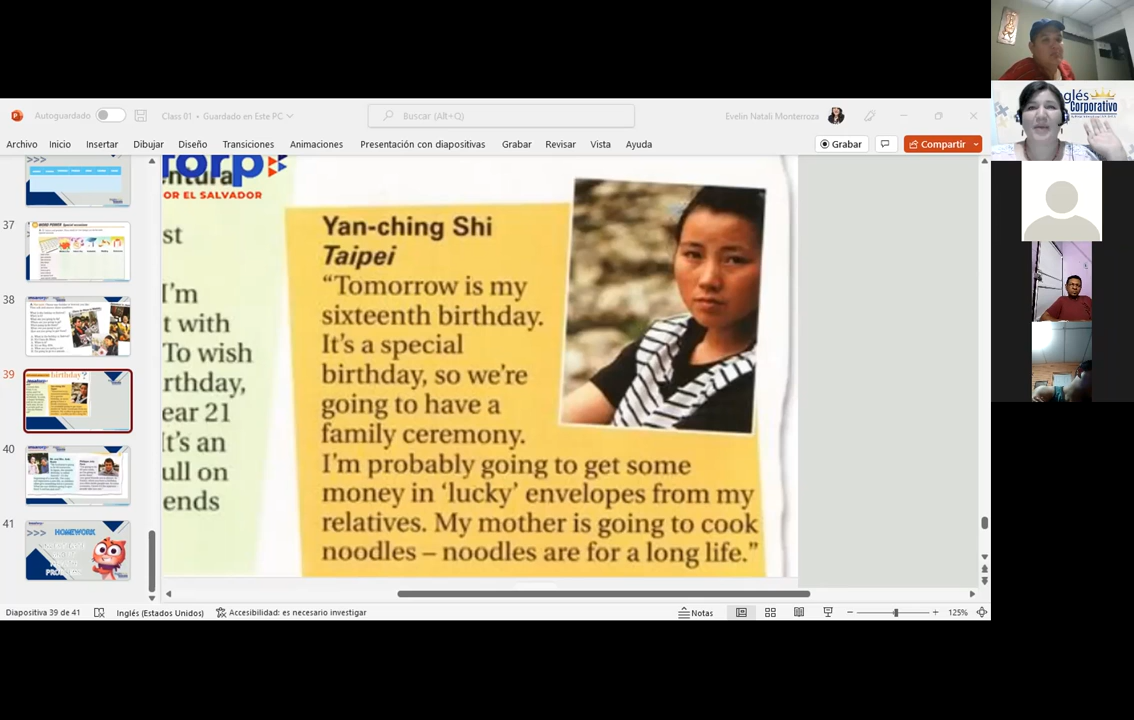 Autoguardado
Class 01 • Guardado en Este PC
Buscar (Alt+Q)
Evelin Natali Monterroza
Archivo Inicio Insertar Dibujar Diseño Transiciones Animaciones Presentación con diapositivas Grabar Revisar Vista Ayuda
Grabar
Compartir
glés
Corporativo
37
38
39
birthday?
40
41
HOMEWORK
orp
ntura
OR EL SALVADOR
st
I'm
t with
To wish
rthday,
ear 21
It's an
ull on
ends
Yan-ching Shi
Taipei
“Tomorrow is my
sixteenth birthday.
It's a special
birthday, so we're
going to have a
family ceremony.
I'm probably going to get some
money in ‘lucky’ envelopes from my
relatives. My mother is going to cook
noodles – noodles are for a long life.”
Diapositiva 39 de 41
Inglés (Estados Unidos)
Accesibilidad: es necesario investigar
Notas
125%